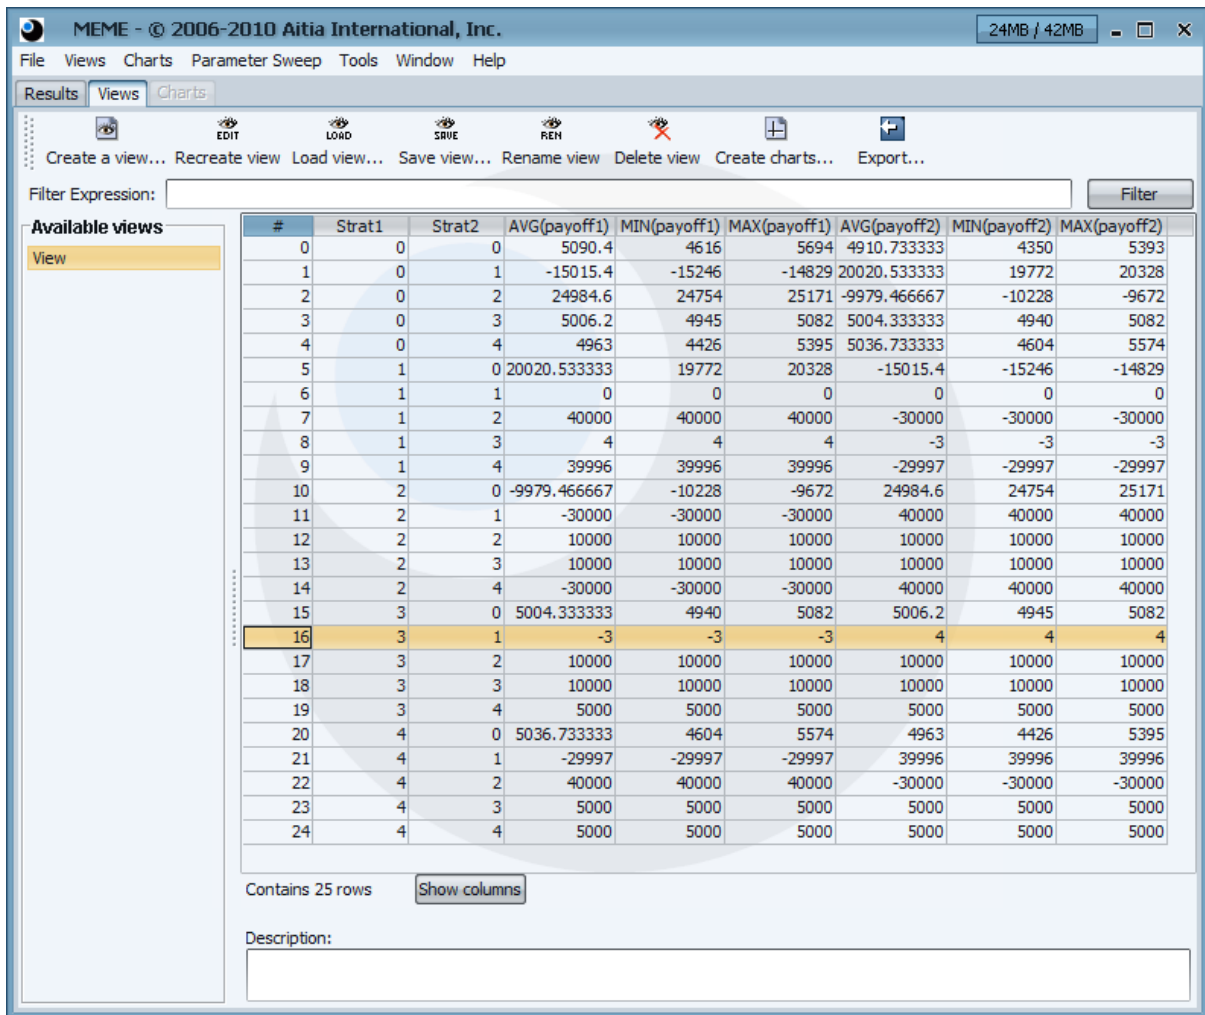 MEME - © 2006-2010 Aitia International, Inc. 24MB / 42MB
File Views Charts Parameter Sweep Tools Window Help
Results Views Charts
EDIT LOAD SAVE REN
Create a view... Recreate view Load view... Save view... Rename view Delete view Create charts... Export...
Filter Expression: Filter
Available views
View
# Strat1 Strat2 AVG(payoff1) MIN(payoff1) MAX(payoff1) AVG(payoff2) MIN(payoff2) MAX(payoff2)
0 0 0 5090.4 4616 5694 4910.733333 4350 5393
1 0 1 -15015.4 -15246 -14829 20020.533333 19772 20328
2 0 2 24984.6 24754 25171 -9979.466667 -10228 -9672
3 0 3 5006.2 4945 5082 5004.333333 4940 5082
4 0 4 4963 4426 5395 5036.733333 4604 5574
5 1 0 20020.533333 19772 20328 -15015.4 -15246 -14829
6 1 1 0 0 0 0 0 0
7 1 2 40000 40000 40000 -30000 -30000 -30000
8 1 3 4 4 4 -3 -3 -3
9 1 4 39996 39996 39996 -29997 -29997 -29997
10 2 0 -9979.466667 -10228 -9672 24984.6 24754 25171
11 2 1 -30000 -30000 -30000 40000 40000 40000
12 2 2 10000 10000 10000 10000 10000 10000
13 2 3 10000 10000 10000 10000 10000 10000
14 2 4 -30000 -30000 -30000 40000 40000 40000
15 3 0 5004.333333 4940 5082 5006.2 4945 5082
16 3 1 -3 -3 -3 4 4 4
17 3 2 10000 10000 10000 10000 10000 10000
18 3 3 10000 10000 10000 10000 10000 10000
19 3 4 5000 5000 5000 5000 5000 5000
20 4 0 5036.733333 4604 5574 4963 4426 5395
21 4 1 -29997 -29997 -29997 39996 39996 39996
22 4 2 40000 40000 40000 -30000 -30000 -30000
23 4 3 5000 5000 5000 5000 5000 5000
24 4 4 5000 5000 5000 5000 5000 5000
Contains 25 rows Show columns
Description: